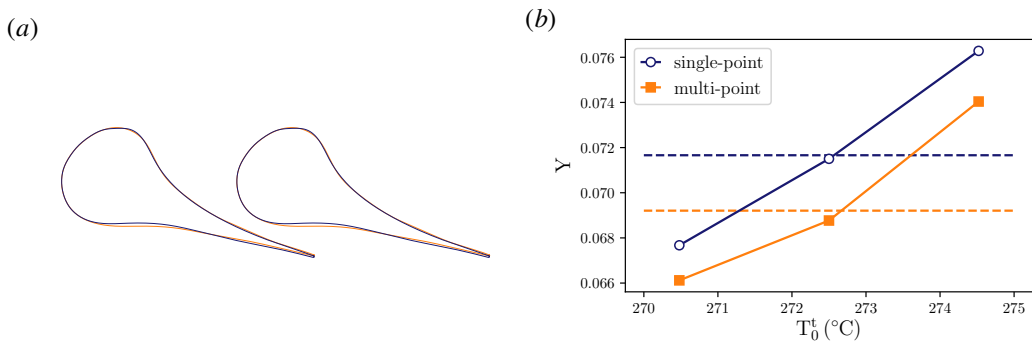 (a)
(b)
single-point
multi-point
Y
0.076
0.074
0.072
0.070
0.068
0.066
270 271 272 273 274 275
T₀ᵗ (°C)